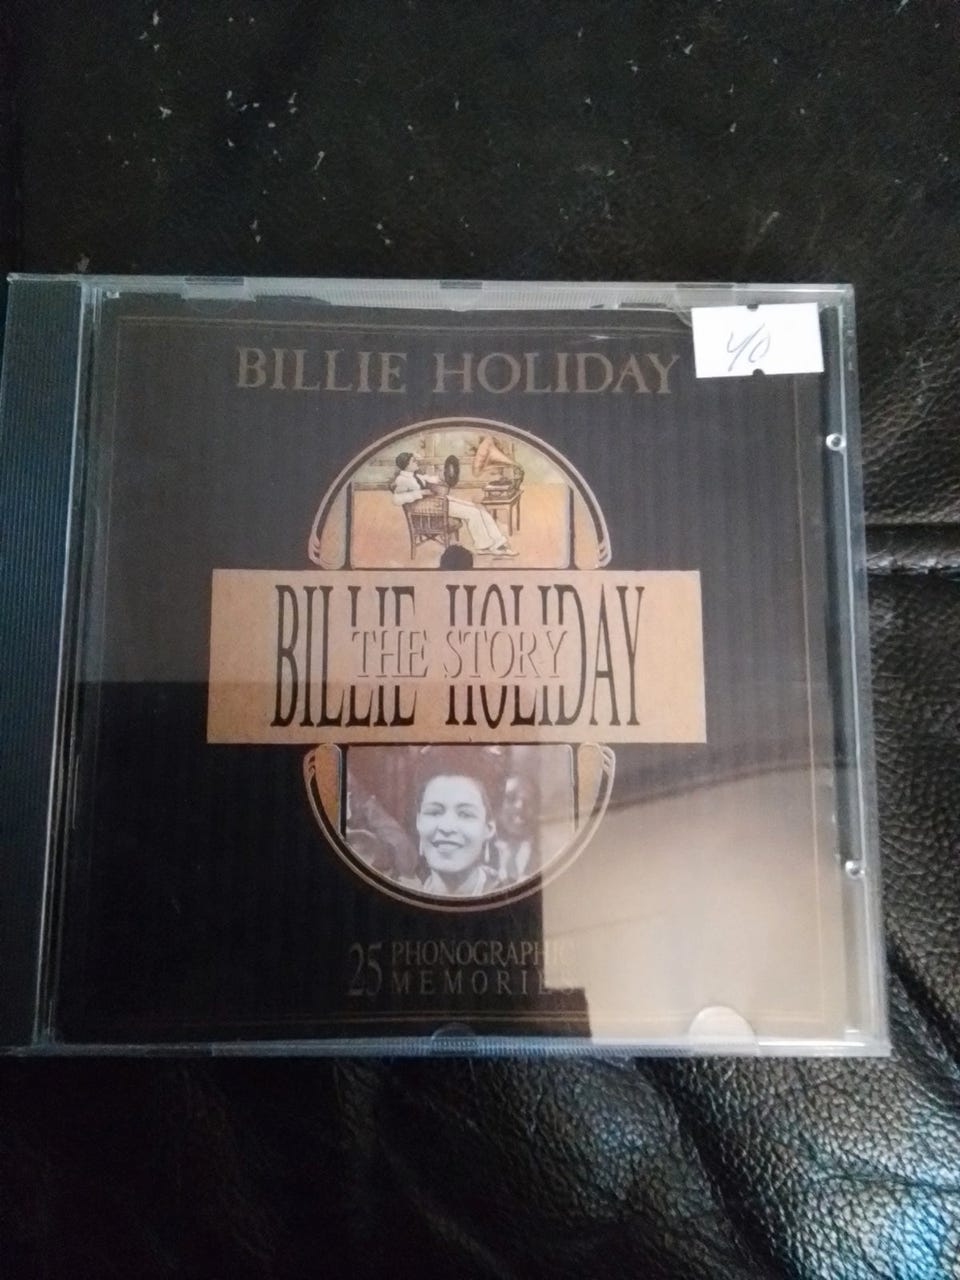 40
BILLIE HOLIDAY
BILLIE HOLIDAY
THE STORY
25 PHONOGRAPHIC
MEMORIES